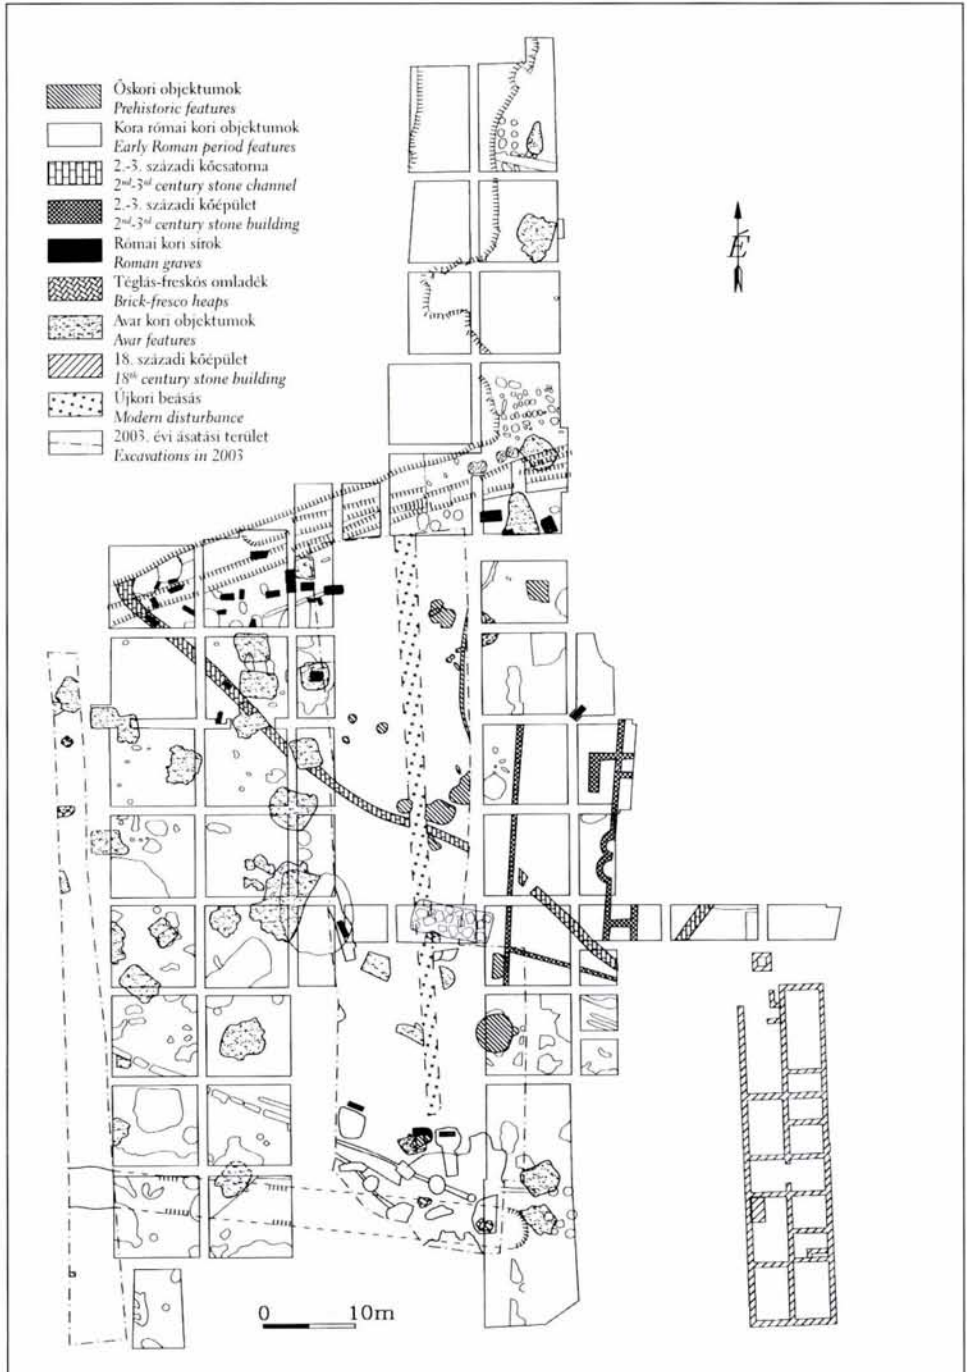 Őskori objektumok
Prehistoric features
Kora római kori objektumok
Early Roman period features
2.-3. századi kőcsatorna
2nd-3rd century stone channel
2.-3. századi kőépület
2nd-3rd century stone building
Római kori sírok
Roman graves
Téglás-freskós omladék
Brick-fresco heaps
Avar kori objektumok
Avar features
18. századi kőépület
18th century stone building
Újkori beásás
Modern disturbance
2003. évi ásatási terület
Excavations in 2003
É
0 10m